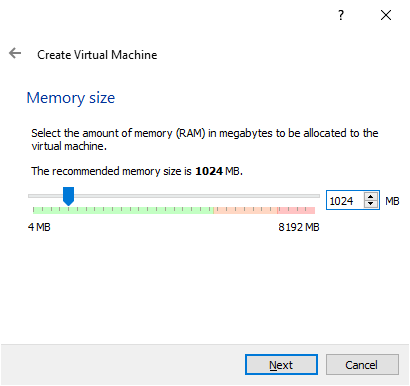 ?
Create Virtual Machine
Memory size
Select the amount of memory (RAM) in megabytes to be allocated to the
virtual machine.
The recommended memory size is 1024 MB.
1024 MB
4 MB 8192 MB
Next Cancel